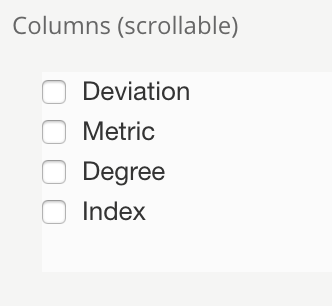 Columns (scrollable)
Deviation
Metric
Degree
Index